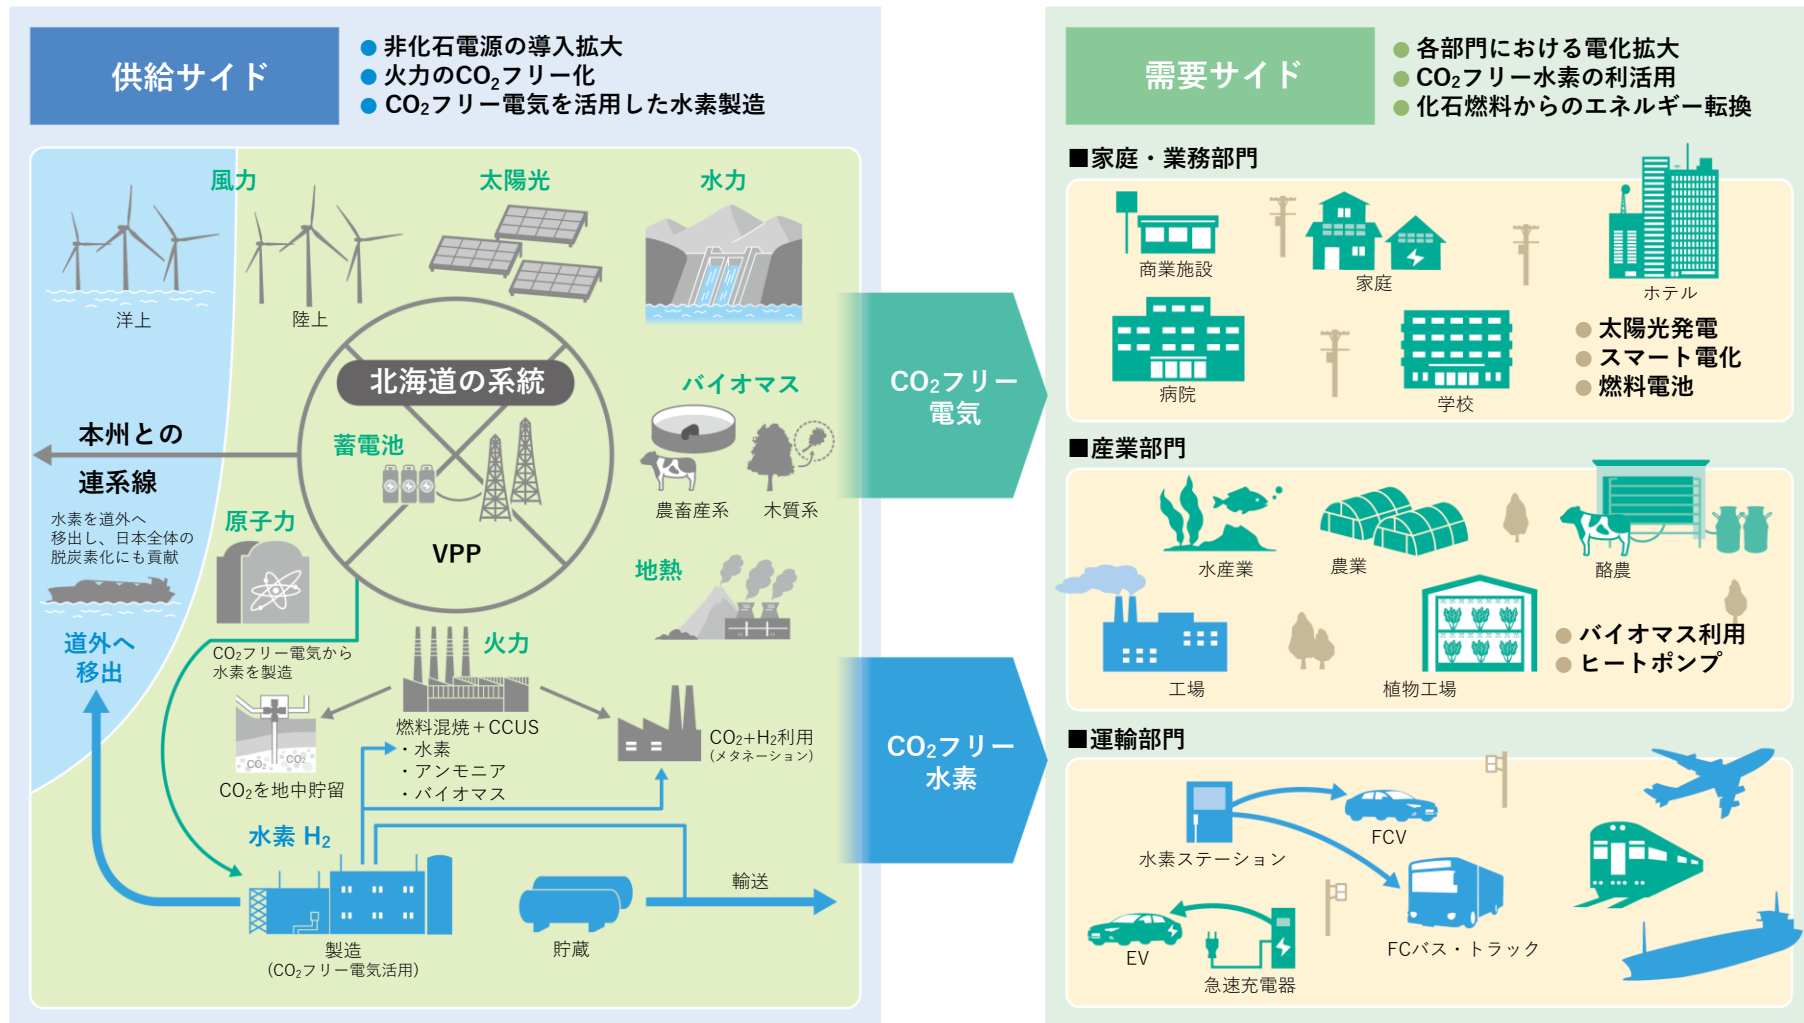 供給サイド
● 非化石電源の導入拡大
● 火力のCO₂フリー化
● CO₂フリー電気を活用した水素製造
風力
太陽光
水力
洋上
陸上
北海道の系統
蓄電池
VPP
バイオマス
農畜産系
木質系
本州との
連系線
水素を道外へ
移出し、日本全体の
脱炭素化にも貢献
道外へ
移出
原子力
地熱
CO₂フリー電気から
水素を製造
火力
燃料混焼+CCUS
・水素
・アンモニア
・バイオマス
CO₂
CO₂
CO₂を地中貯留
CO₂+H₂利用
(メタネーション)
水素 H₂
製造
(CO₂フリー電気活用)
貯蔵
輸送
CO₂フリー
電気
CO₂フリー
水素
需要サイド
● 各部門における電化拡大
● CO₂フリー水素の利活用
● 化石燃料からのエネルギー転換
■家庭・業務部門
商業施設
家庭
ホテル
病院
学校
● 太陽光発電
● スマート電化
● 燃料電池
■産業部門
水産業
農業
酪農
工場
植物工場
● バイオマス利用
● ヒートポンプ
■運輸部門
水素ステーション
FCV
FCバス・トラック
EV
急速充電器